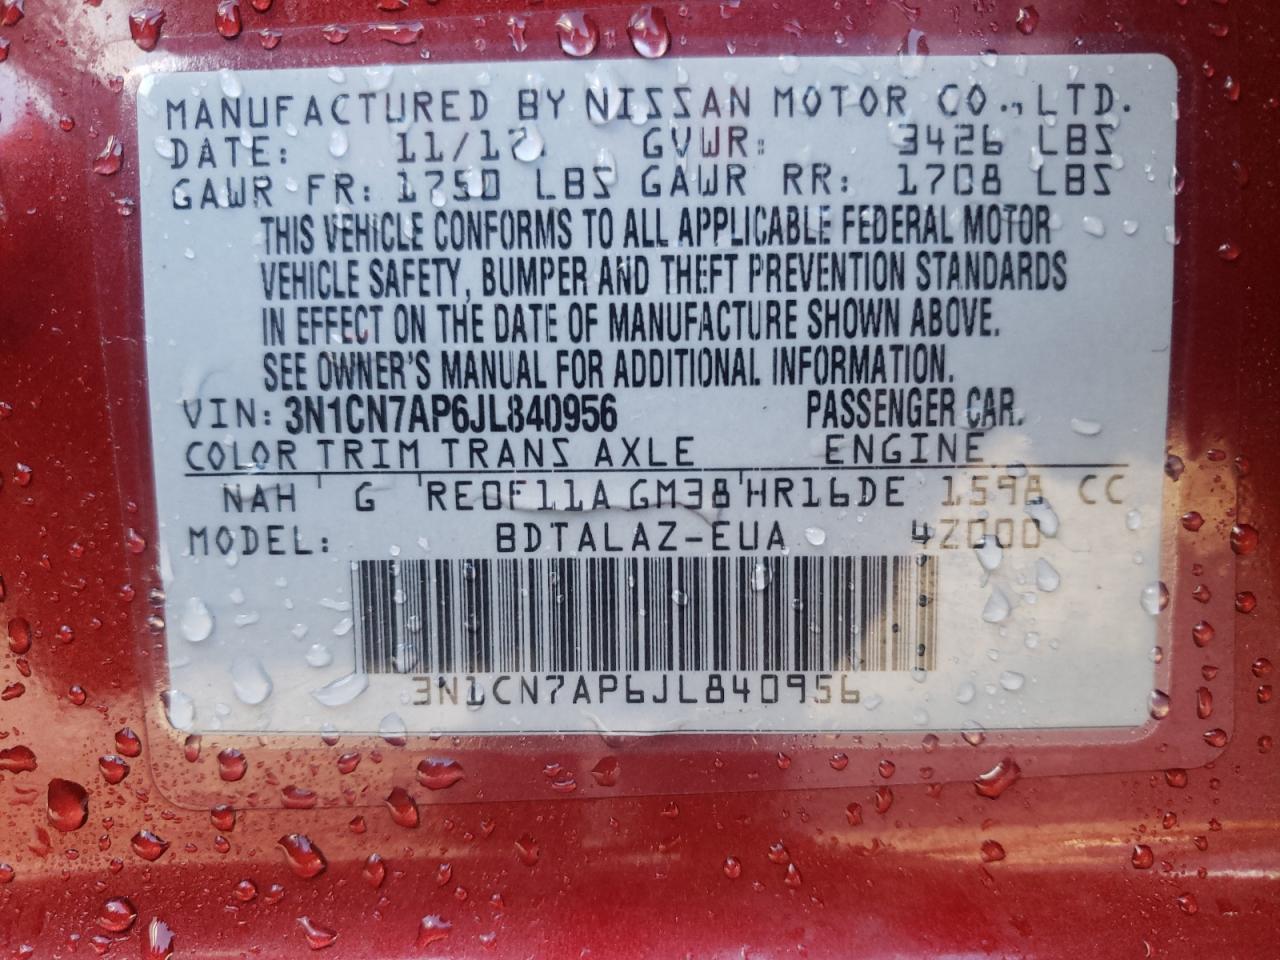 MANUFACTURED BY NISSAN MOTOR CO., LTD.
DATE: 11/17 GVWR: 3426 LBS
GAWR FR: 1750 LBS GAWR RR: 1708 LBS
THIS VEHICLE CONFORMS TO ALL APPLICABLE FEDERAL MOTOR
VEHICLE SAFETY, BUMPER AND THEFT PREVENTION STANDARDS
IN EFFECT ON THE DATE OF MANUFACTURE SHOWN ABOVE.
SEE OWNER'S MANUAL FOR ADDITIONAL INFORMATION.
VIN: 3N1CN7AP6JL840956 PASSENGER CAR.
COLOR TRIM TRANS AXLE ENGINE
NAH G RE0F11A GM38 HR16DE 1598 CC
MODEL: BDTALAZ-EUA 4Z000
3N1CN7AP6JL840956